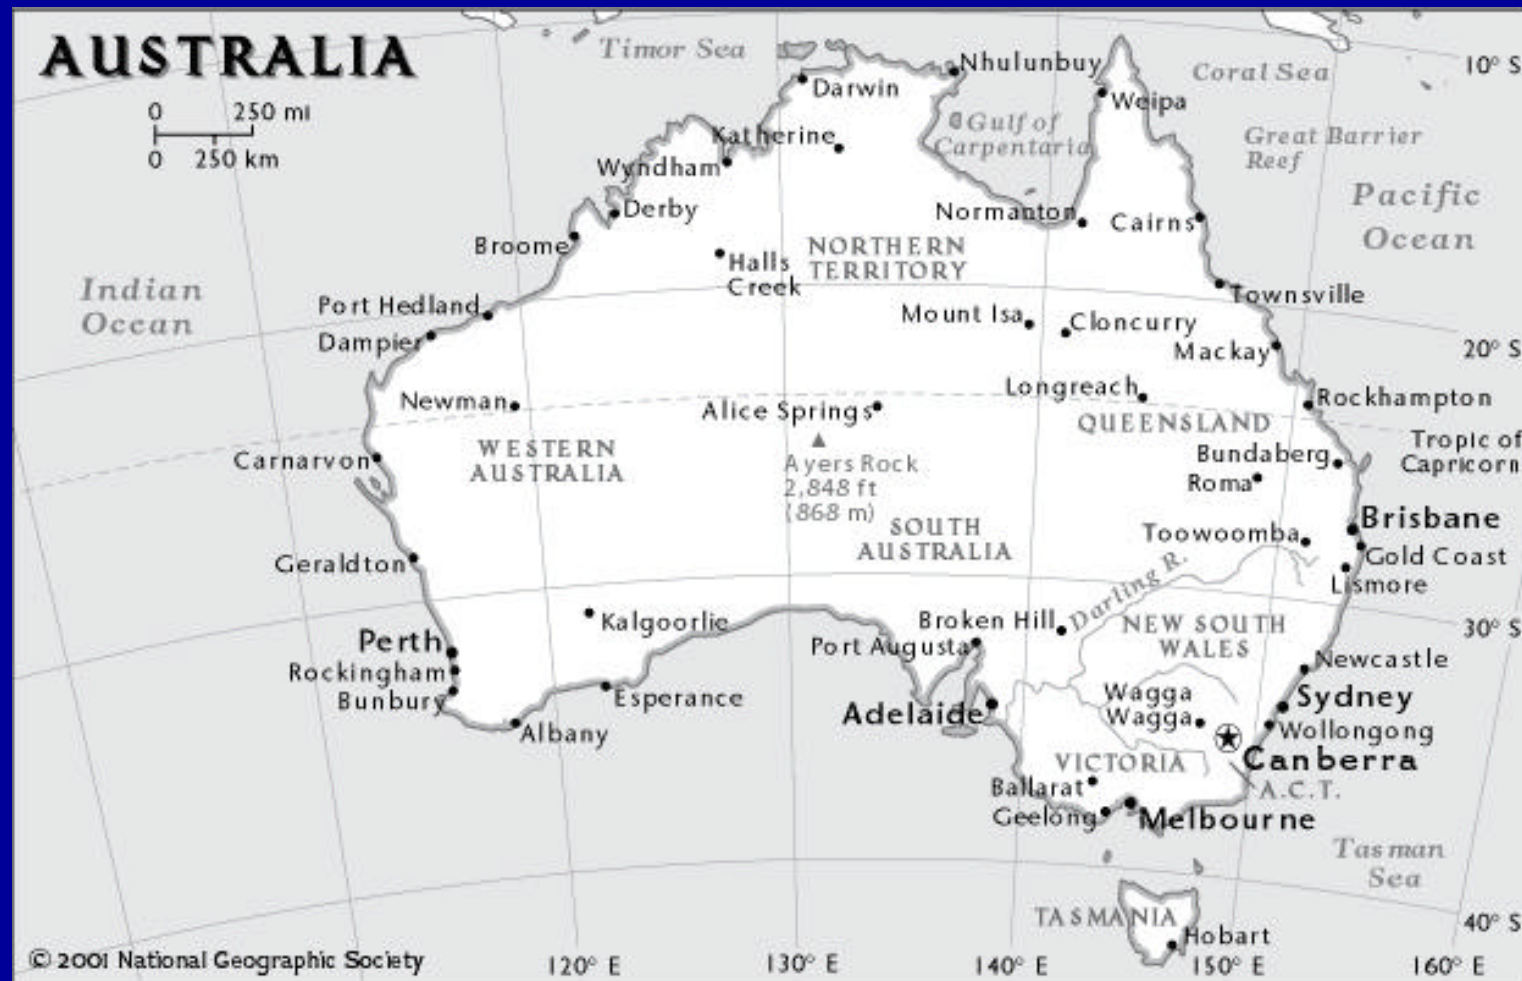 AUSTRALIA
0 250 mi
0 250 km
Timor Sea
Nhulunbuy
Coral Sea
10° S
Darwin
Weipa
Gulf of
Carpentaria
Great Barrier
Reef
Katherine
Wyndham
Pacific
Ocean
Derby
Normanton
Cairns
Broome
NORTHERN
TERRITORY
Halls
Creek
Indian
Ocean
Port Hedland
Townsville
Mount Isa
Cloncurry
Dampier
Mackay
20° S
Newman
Alice Springs
Longreach
Rockhampton
QUEENSLAND
Tropic of
Capricorn
WESTERN
AUSTRALIA
Carnarvon
Ayers Rock
2,848 ft
(868 m)
Bundaberg
Roma
SOUTH
AUSTRALIA
Brisbane
Toowoomba
Gold Coast
Geraldton
Lismore
Darling R.
Kalgoorlie
Broken Hill
NEW SOUTH
WALES
30° S
Perth
Port Augusta
Newcastle
Rockingham
Bunbury
Esperance
Wagga
Wagga
Sydney
Adelaide
Albany
Wollongong
Canberra
VICTORIA
A.C.T.
Ballarat
Geelong
Melbourne
Tasman
Sea
TASMANIA
40° S
Hobart
© 2001 National Geographic Society
120° E 130° E 140° E 150° E 160° E